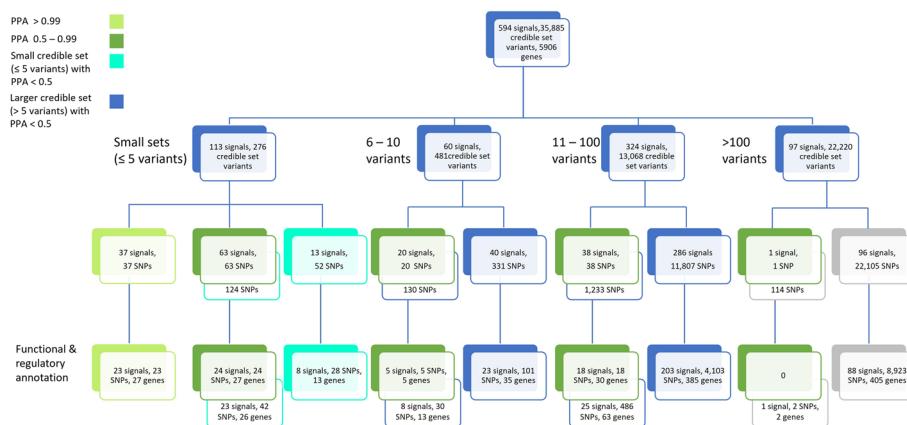 PPA > 0.99
PPA 0.5 – 0.99
Small credible set
(≤ 5 variants) with
PPA < 0.5
Larger credible set
(> 5 variants) with
PPA < 0.5
594 signals,35,885
credible set
variants, 5906
genes
Small sets
(≤ 5 variants)
113 signals, 276
credible set
variants
6 – 10
variants
60 signals,
481credible set
variants
11 – 100
variants
324 signals,
13,068 credible
set variants
>100
variants
97 signals, 22,220
credible set
variants
37 signals,
37 SNPs
63 signals,
63 SNPs
124 SNPs
13 signals,
52 SNPs
20 signals,
20 SNPs
130 SNPs
40 signals,
331 SNPs
38 signals,
38 SNPs
1,233 SNPs
286 signals
11,807 SNPs
1 signal,
1 SNP
114 SNPs
96 signals,
22,105 SNPs
Functional &
regulatory
annotation
23 signals, 23
SNPs, 27 genes
24 signals, 24
SNPs, 27 genes
23 signals, 42
SNPs, 26 genes
8 signals, 28 SNPs,
13 genes
5 signals, 5 SNPs,
5 genes
8 signals, 30
SNPs, 13 genes
23 signals, 101
SNPs, 35 genes
18 signals, 18
SNPs, 30 genes
25 signals, 486
SNPs, 63 genes
203 signals, 4,103
SNPs, 385 genes
0
1 signal, 2 SNPs,
2 genes
88 signals, 8,923
SNPs, 405 genes